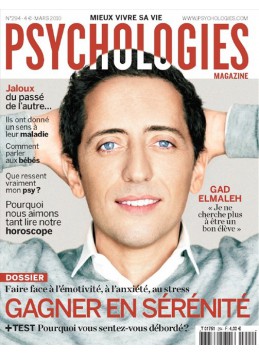 N°294 - 4 € - MARS 2010
MIEUX VIVRE SA VIE
WWW.PSYCHOLOGIES.COM
PSYCHOLOGIES
MAGAZINE
Jaloux
du passé
de l'autre...
Ils ont donné
un sens à
leur maladie
Comment
parler
aux bébés
Que ressent
vraiment
mon psy ?
Pourquoi
nous aimons
tant lire notre
horoscope
GAD
ELMALEH
« Je ne
cherche plus
à être un
bon élève »
DOSSIER
Faire face à l'émotivité, à l'anxiété, au stress
GAGNER EN SÉRÉNITÉ
+TEST Pourquoi vous sentez-vous débordé ?